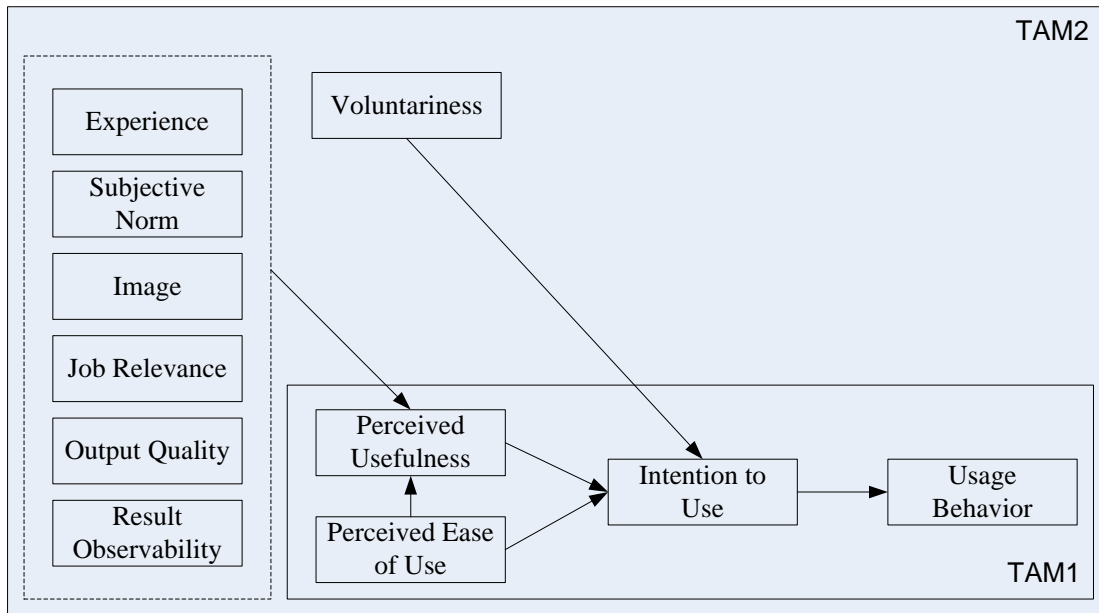 TAM2
Experience
Subjective
Norm
Image
Job Relevance
Output Quality
Result
Observability
Voluntariness
Perceived
Usefulness
Perceived Ease
of Use
Intention to
Use
Usage
Behavior
TAM1